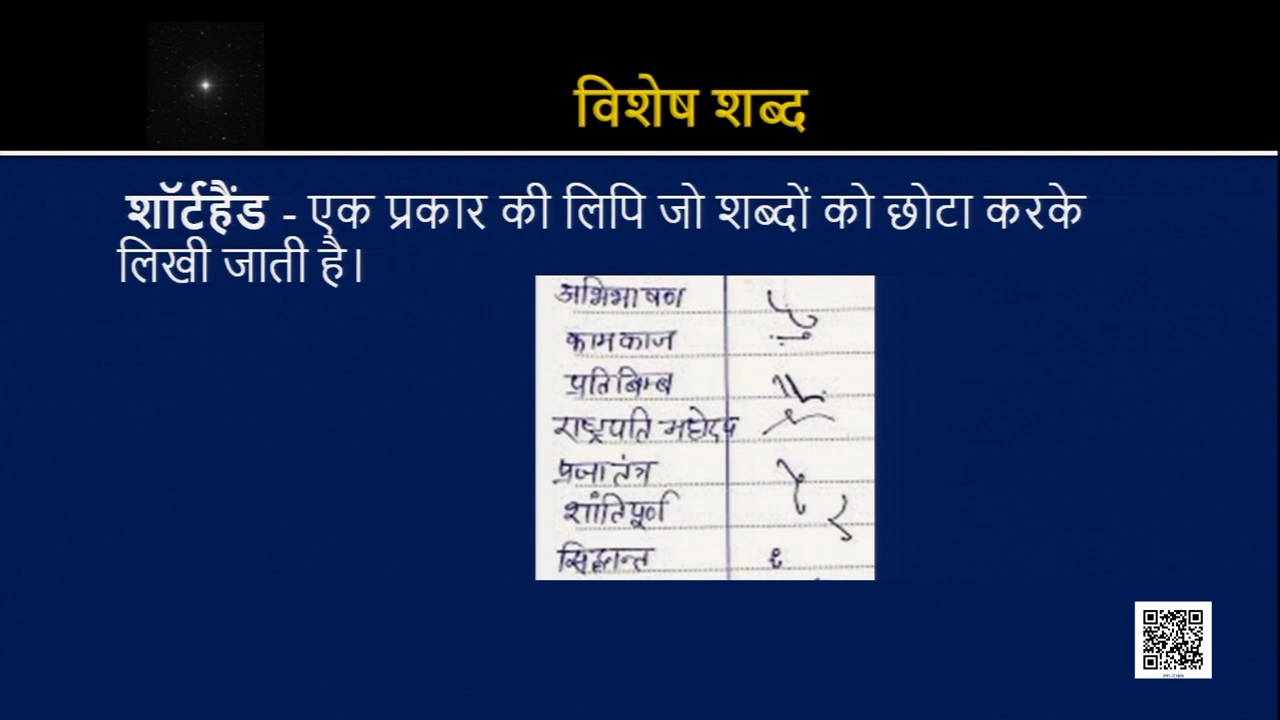 विशेष शब्द
शॉर्टहैंड - एक प्रकार की लिपि जो शब्दों को छोटा करके
लिखी जाती है।
अभिभाषण
कामकाज
प्रतिबिम्ब
राष्ट्रपति महोदय
प्रजातंत्र
शांतिपूर्ण
सिद्धान्त